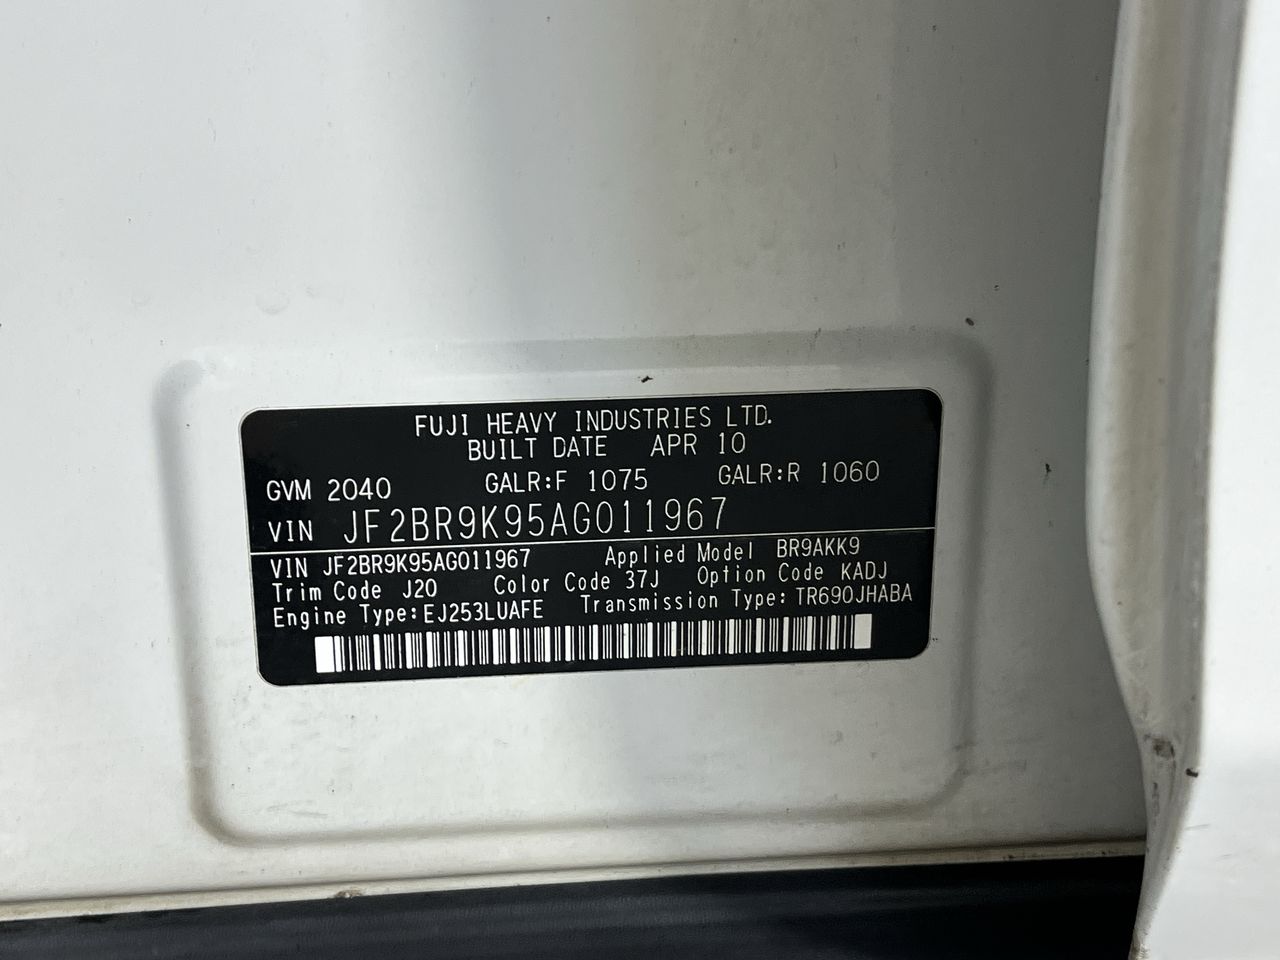 FUJI HEAVY INDUSTRIES LTD.
BUILT DATE APR 10
GVM 2040 GALR:F 1075 GALR:R 1060
VIN JF2BR9K95AG011967
VIN JF2BR9K95AG011967 Applied Model BR9AKK9
Trim Code J20 Color Code 37J Option Code KADJ
Engine Type:EJ253LUAFE Transmission Type:TR690JHABA